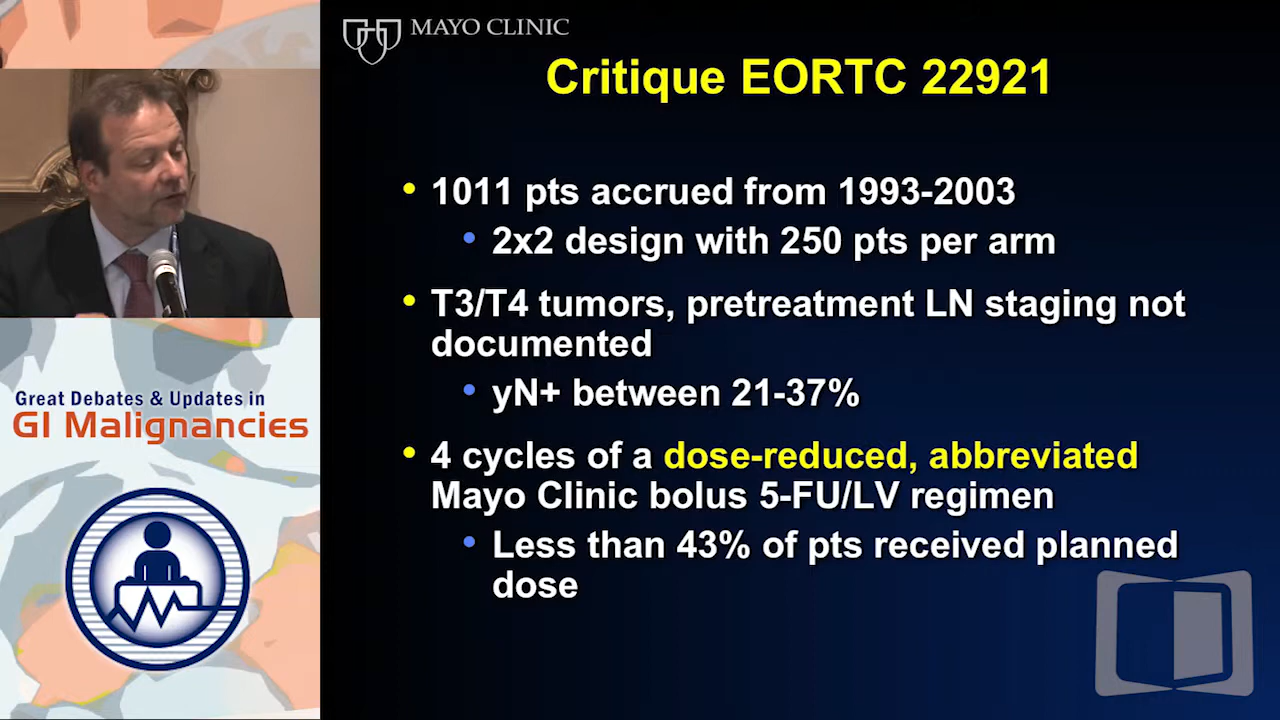 MAYO CLINIC
Critique EORTC 22921
• 1011 pts accrued from 1993-2003
• 2x2 design with 250 pts per arm
• T3/T4 tumors, pretreatment LN staging not
documented
• yN+ between 21-37%
• 4 cycles of a dose-reduced, abbreviated
Mayo Clinic bolus 5-FU/LV regimen
• Less than 43% of pts received planned
dose
Great Debates & Updates in
GI Malignancies